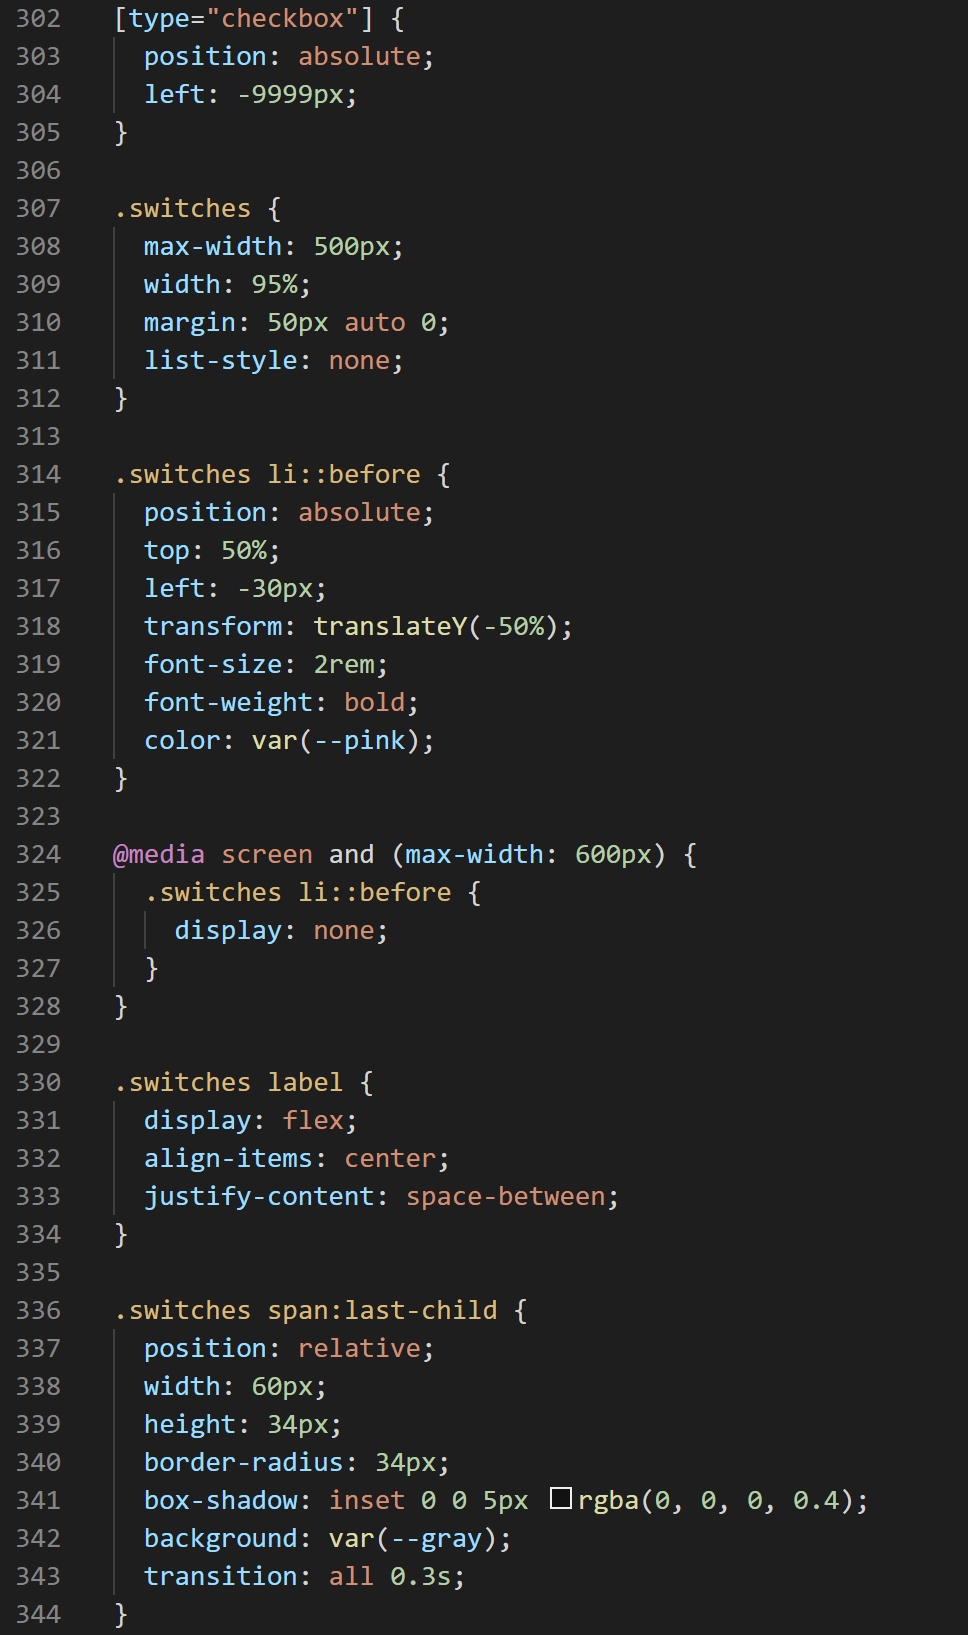 302 [type="checkbox"] {
303   position: absolute;
304   left: -9999px;
305 }
306
307 .switches {
308   max-width: 500px;
309   width: 95%;
310   margin: 50px auto 0;
311   list-style: none;
312 }
313
314 .switches li::before {
315   position: absolute;
316   top: 50%;
317   left: -30px;
318   transform: translateY(-50%);
319   font-size: 2rem;
320   font-weight: bold;
321   color: var(--pink);
322 }
323
324 @media screen and (max-width: 600px) {
325   .switches li::before {
326     display: none;
327   }
328 }
329
330 .switches label {
331   display: flex;
332   align-items: center;
333   justify-content: space-between;
334 }
335
336 .switches span:last-child {
337   position: relative;
338   width: 60px;
339   height: 34px;
340   border-radius: 34px;
341   box-shadow: inset 0 0 5px rgba(0, 0, 0, 0.4);
342   background: var(--gray);
343   transition: all 0.3s;
344 }